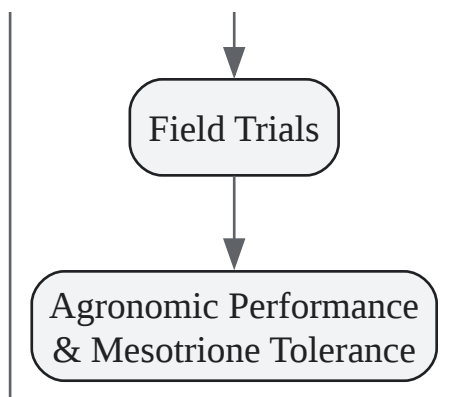 Field Trials
Agronomic Performance
& Mesotrione Tolerance